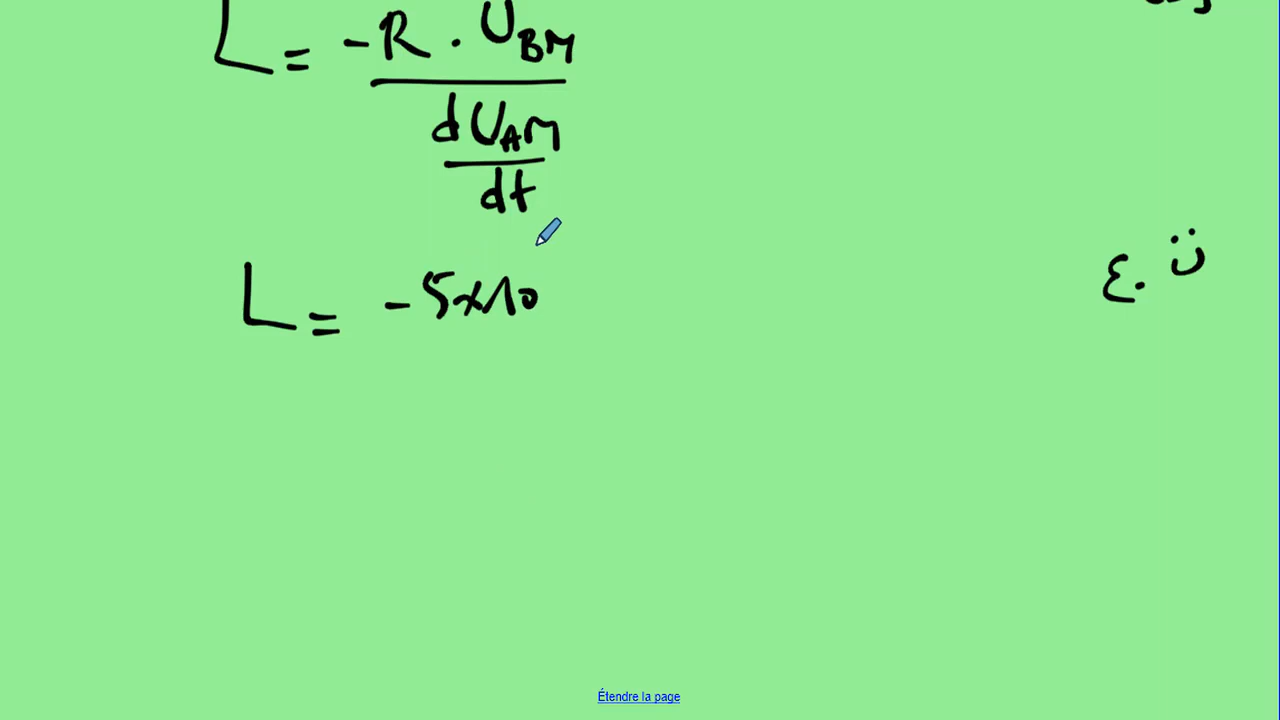 L = -R . U_BM
dU_AM
dt
ع. ن
L = -5x10
Étendre la page